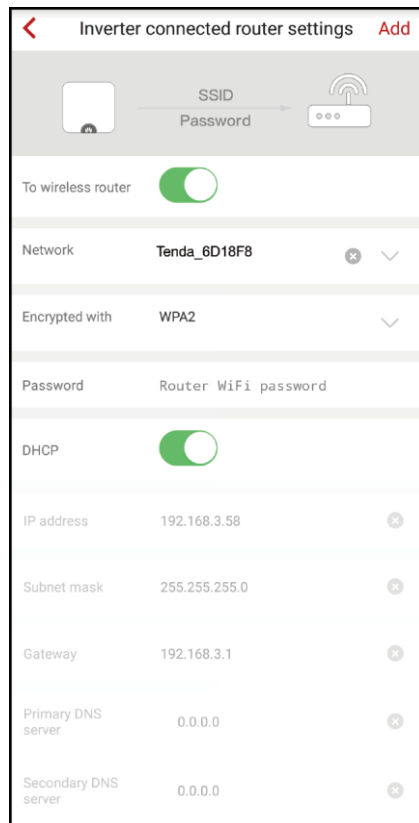 Inverter connected router settings Add
SSID
Password
To wireless router
Network Tenda_6D18F8
Encrypted with WPA2
Password Router WiFi password
DHCP
IP address 192.168.3.58
Subnet mask 255.255.255.0
Gateway 192.168.3.1
Primary DNS
server 0.0.0.0
Secondary DNS
server 0.0.0.0